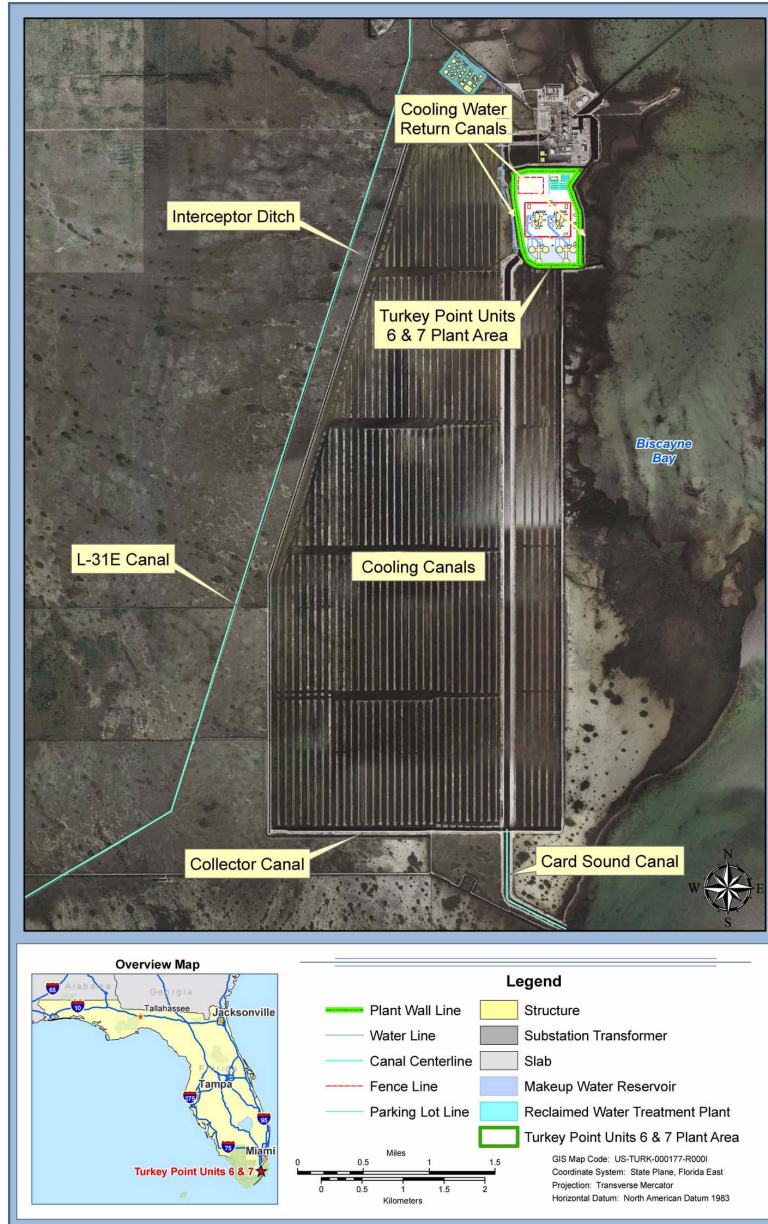 Cooling Water
Return Canals
Interceptor Ditch
Turkey Point Units
6 & 7 Plant Area
Biscayne
Bay
L-31E Canal
Cooling Canals
Collector Canal
Card Sound Canal
N
W
E
S
Overview Map
Alabama
Georgia
65
10
Tallahassee
Jacksonville
Florida
Tampa
275
95
75
Miami
Turkey Point Units 6 & 7
Legend
Plant Wall Line
Water Line
Canal Centerline
Fence Line
Parking Lot Line
Structure
Substation Transformer
Slab
Makeup Water Reservoir
Reclaimed Water Treatment Plant
Turkey Point Units 6 & 7 Plant Area
Miles
0 0.5 1 1.5
0 0.5 1 1.5 2
Kilometers
GIS Map Code: US-TURK-000177-R000I
Coordinate System: State Plane, Florida East
Projection: Transverse Mercator
Horizontal Datum: North American Datum 1983